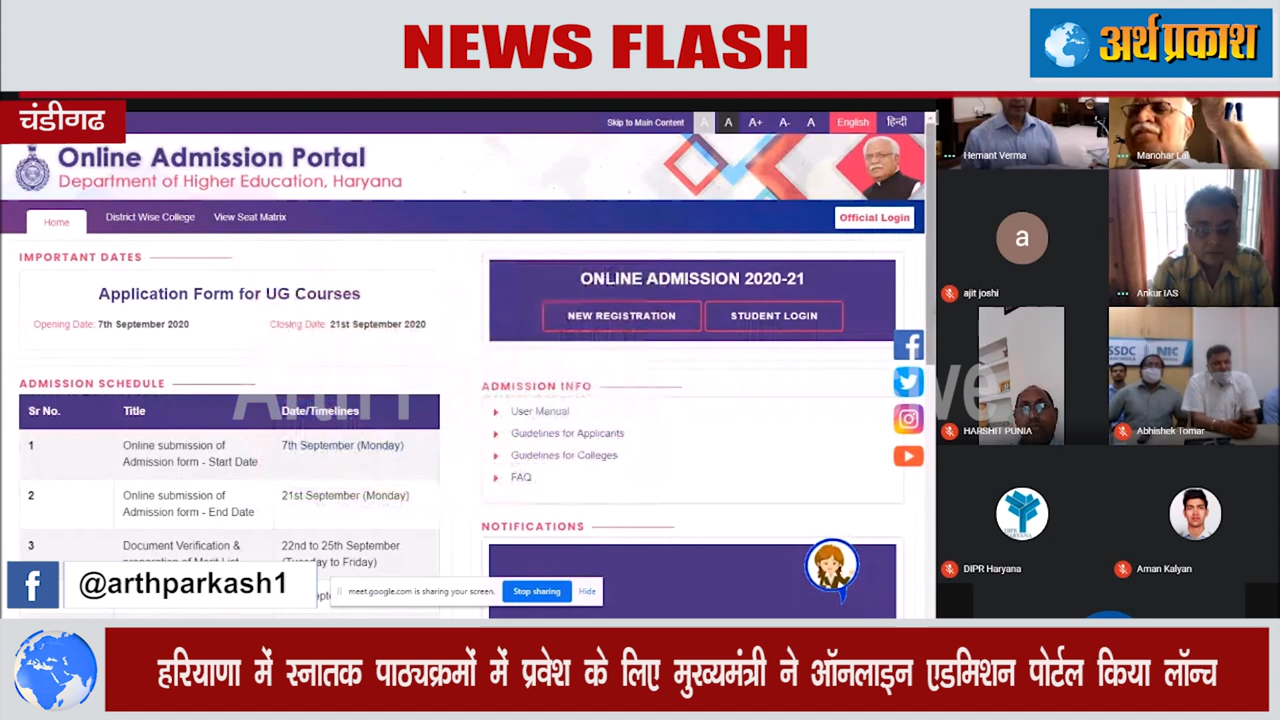 NEWS FLASH
अर्थ प्रकाश
चंडीगढ
Skip to Main Content A A A+ A- A English हिन्दी
Online Admission Portal
Department of Higher Education, Haryana
Home District Wise College View Seat Matrix Official Login
IMPORTANT DATES
Application Form for UG Courses
Opening Date: 7th September 2020 Closing Date 21st September 2020
ONLINE ADMISSION 2020-21
NEW REGISTRATION STUDENT LOGIN
ADMISSION SCHEDULE
Sr No. Title Date/Timelines
1 Online submission of 7th September (Monday)
Admission form - Start Date
2 Online submission of 21st September (Monday)
Admission form - End Date
3 Document Verification & 22nd to 25th September
preparation of Merit List (Tuesday to Friday)
ADMISSION INFO
User Manual
Guidelines for Applicants
Guidelines for Colleges
FAQ
NOTIFICATIONS
Hemant Verma
Manohar Lal
a
ajit joshi
Ankur IAS
HARSHIT PUNIA
SSDC
NIC
Abhishek Tomar
DIPR
DIPR Haryana
Aman Kalyan
f @arthparkash1
meet.google.com is sharing your screen. Stop sharing Hide
हरियाणा में स्नातक पाठ्यक्रमों में प्रवेश के लिए मुख्यमंत्री ने ऑनलाइन एडमिशन पोर्टल किया लॉन्च